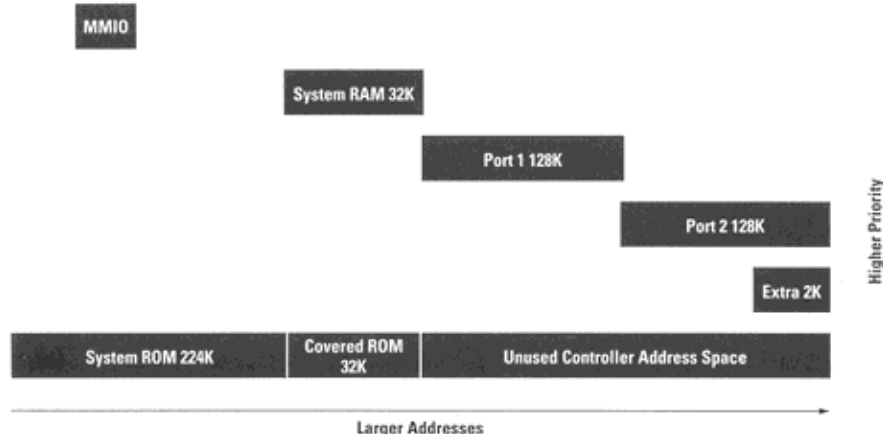 MMIO
System RAM 32K
Port 1 128K
Port 2 128K
Higher Priority
Extra 2K
System ROM 224K
Covered ROM
32K
Unused Controller Address Space
Larger Addresses